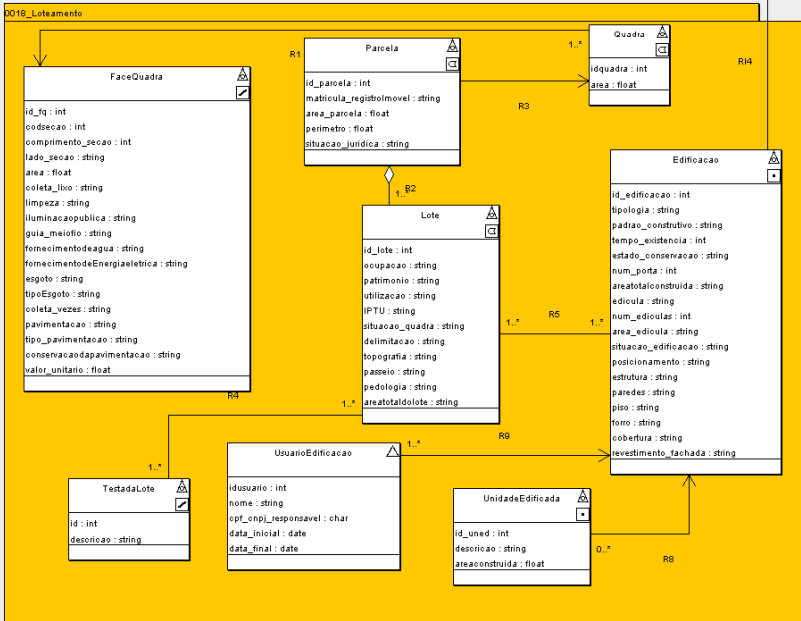 0018_Loteamento
FaceQuadra
id_fq : int
codsecao : int
comprimento_secao : int
lado_secao : string
area : float
coleta_lixo : string
limpeza : string
iluminacaopublica : string
guia_meiofio : string
fornecimentodeagua : string
fornecimentodeEnergiaeletrica : string
esgoto : string
tipoEsgoto : string
coleta_vezes : string
pavimentacao : string
tipo_pavimentacao : string
conservacaodapavimentacao : string
valor_unitario : float
R1
Parcela
id_parcela : int
matricula_registroImovel : string
area_parcela : float
perimetro : float
situacao_juridica : string
1..*
Quadra
idquadra : int
area : float
R3
RI4
1..*
R2
Lote
id_lote : int
ocupacao : string
patrimonio : string
utilizacao : string
IPTU : string
situacao_quadra : string
delimitacao : string
topografia : string
passeio : string
pedologia : string
areatotaldolote : string
1..*
R5
1..*
Edificacao
id_edificacao : int
tipologia : string
padrao_construtivo : string
tempo_existencia : int
estado_conservacao : string
num_porta : int
areatotalconstruida : string
edicula : string
num_ediculas : int
area_edicula : string
situacao_edificacao : string
posicionamento : string
estrutura : string
paredes : string
piso : string
forro : string
cobertura : string
revestimento_fachada : string
R4
1..*
1..*
TestadaLote
id : int
descricao : string
UsuarioEdificacao
idusuario : int
nome : string
cpf_cnpj_responsavel : char
data_inicial : date
data_final : date
1..*
R9
UnidadeEdificada
id_uned : int
descricao : string
areaconstruida : float
0..*
R8